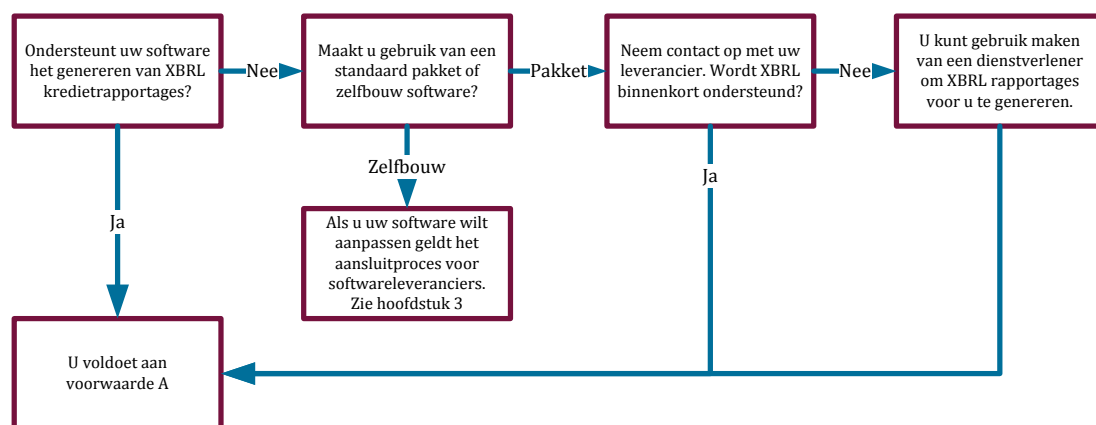 Ondersteunt uw software
het genereren van XBRL
kredietrapportages?
Nee
Maakt u gebruik van een
standaard pakket of
zelfbouw software?
Pakket
Neem contact op met uw
leverancier. Wordt XBRL
binnenkort ondersteund?
Nee
U kunt gebruik maken
van een dienstverlener
om XBRL rapportages
voor u te genereren.
Zelfbouw
Ja
Ja
Als u uw software wilt
aanpassen geldt het
aansluitproces voor
softwareleveranciers.
Zie hoofdstuk 3
U voldoet aan
voorwaarde A